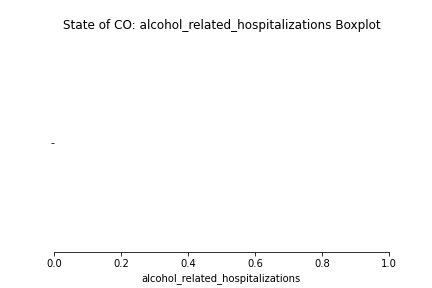 State of CO: alcohol_related_hospitalizations Boxplot
0.0 0.2 0.4 0.6 0.8 1.0
alcohol_related_hospitalizations